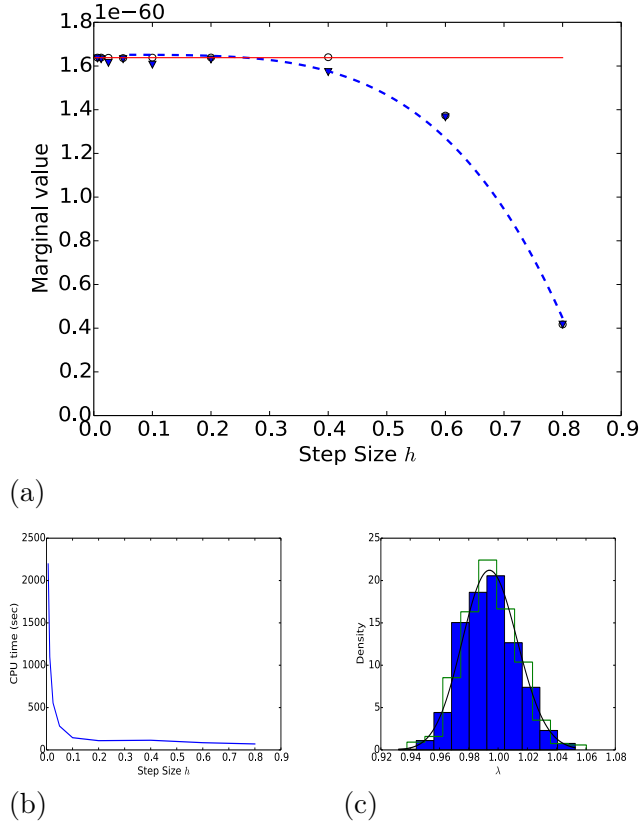 1e−60
1.8
1.6
1.4
1.2
1.0
0.8
0.6
0.4
0.2
0.0
Marginal value
0.0 0.1 0.2 0.3 0.4 0.5 0.6 0.7 0.8 0.9
Step Size h
(a)
2500
2000
1500
1000
500
0
CPU time (sec)
0.0 0.1 0.2 0.3 0.4 0.5 0.6 0.7 0.8 0.9
Step Size h
(b)
25
20
15
10
5
0
Density
0.92 0.94 0.96 0.98 1.00 1.02 1.04 1.06 1.08
λ
(c)